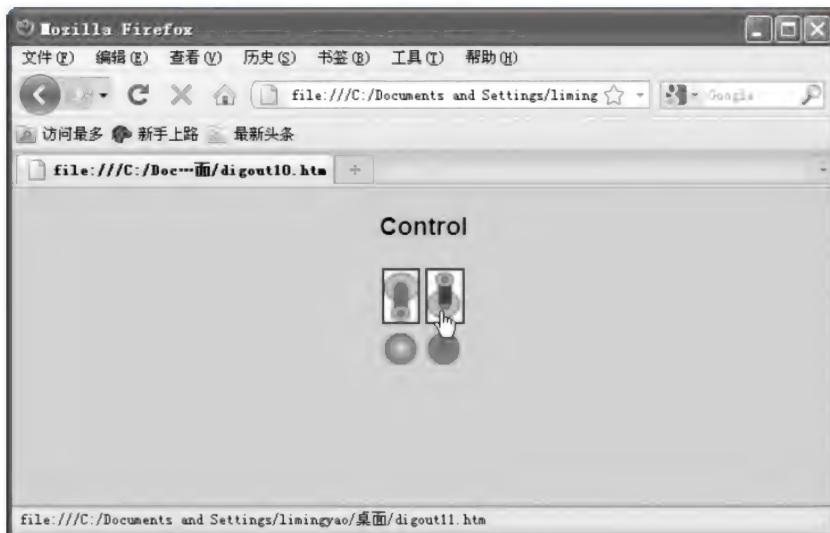 Mozilla Firefox
文件(F) 编辑(E) 查看(V) 历史(S) 书签(B) 工具(T) 帮助(H)
file:///C:/Documents and Settings/liming Google
访问最多 新手上路 最新头条
file:///C:/Doc…面/digout10.htm
Control
file:///C:/Documents and Settings/limingyao/桌面/digout11.htm